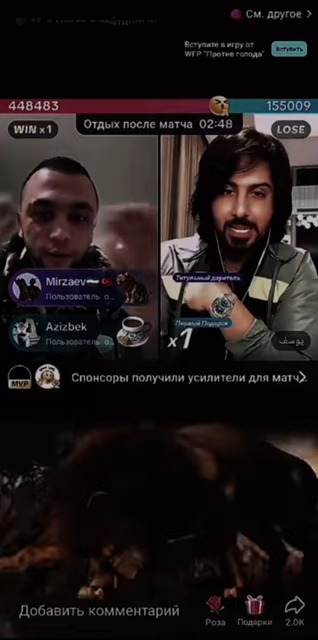 См. другое >
Вступите в игру от
WFP "Против голода"
Вступить
448483
155009
WIN x1
Отдых после матча 02:48
LOSE
Mirzaev
Пользователь о...
Титульный даритель
Azizbek
Пользователь о...
Первый Подарок
x1
يوسف
MVP
Спонсоры получили усилители для матч..
Добавить комментарий
Роза
Подарки
2.0K